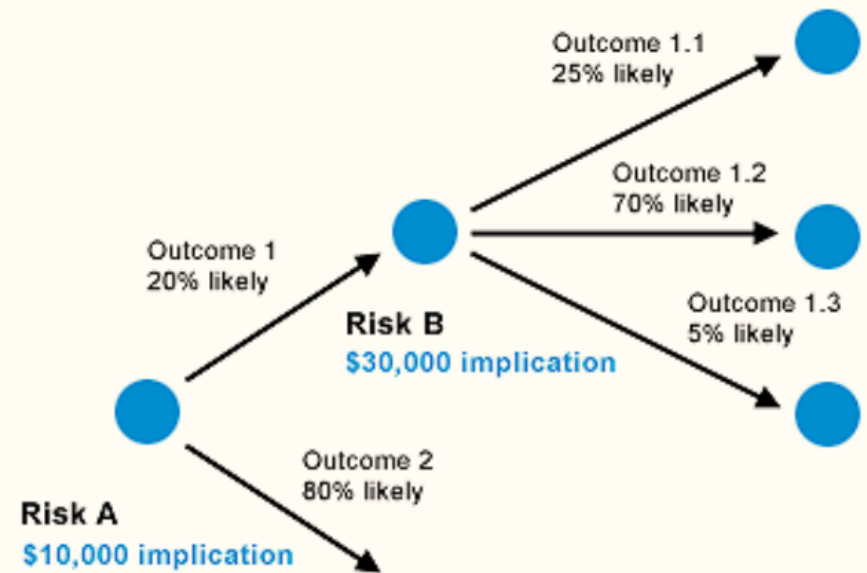 Outcome 1.1
25% likely
Outcome 1.2
70% likely
Outcome 1
20% likely
Outcome 1.3
5% likely
Risk B
$30,000 implication
Outcome 2
80% likely
Risk A
$10,000 implication